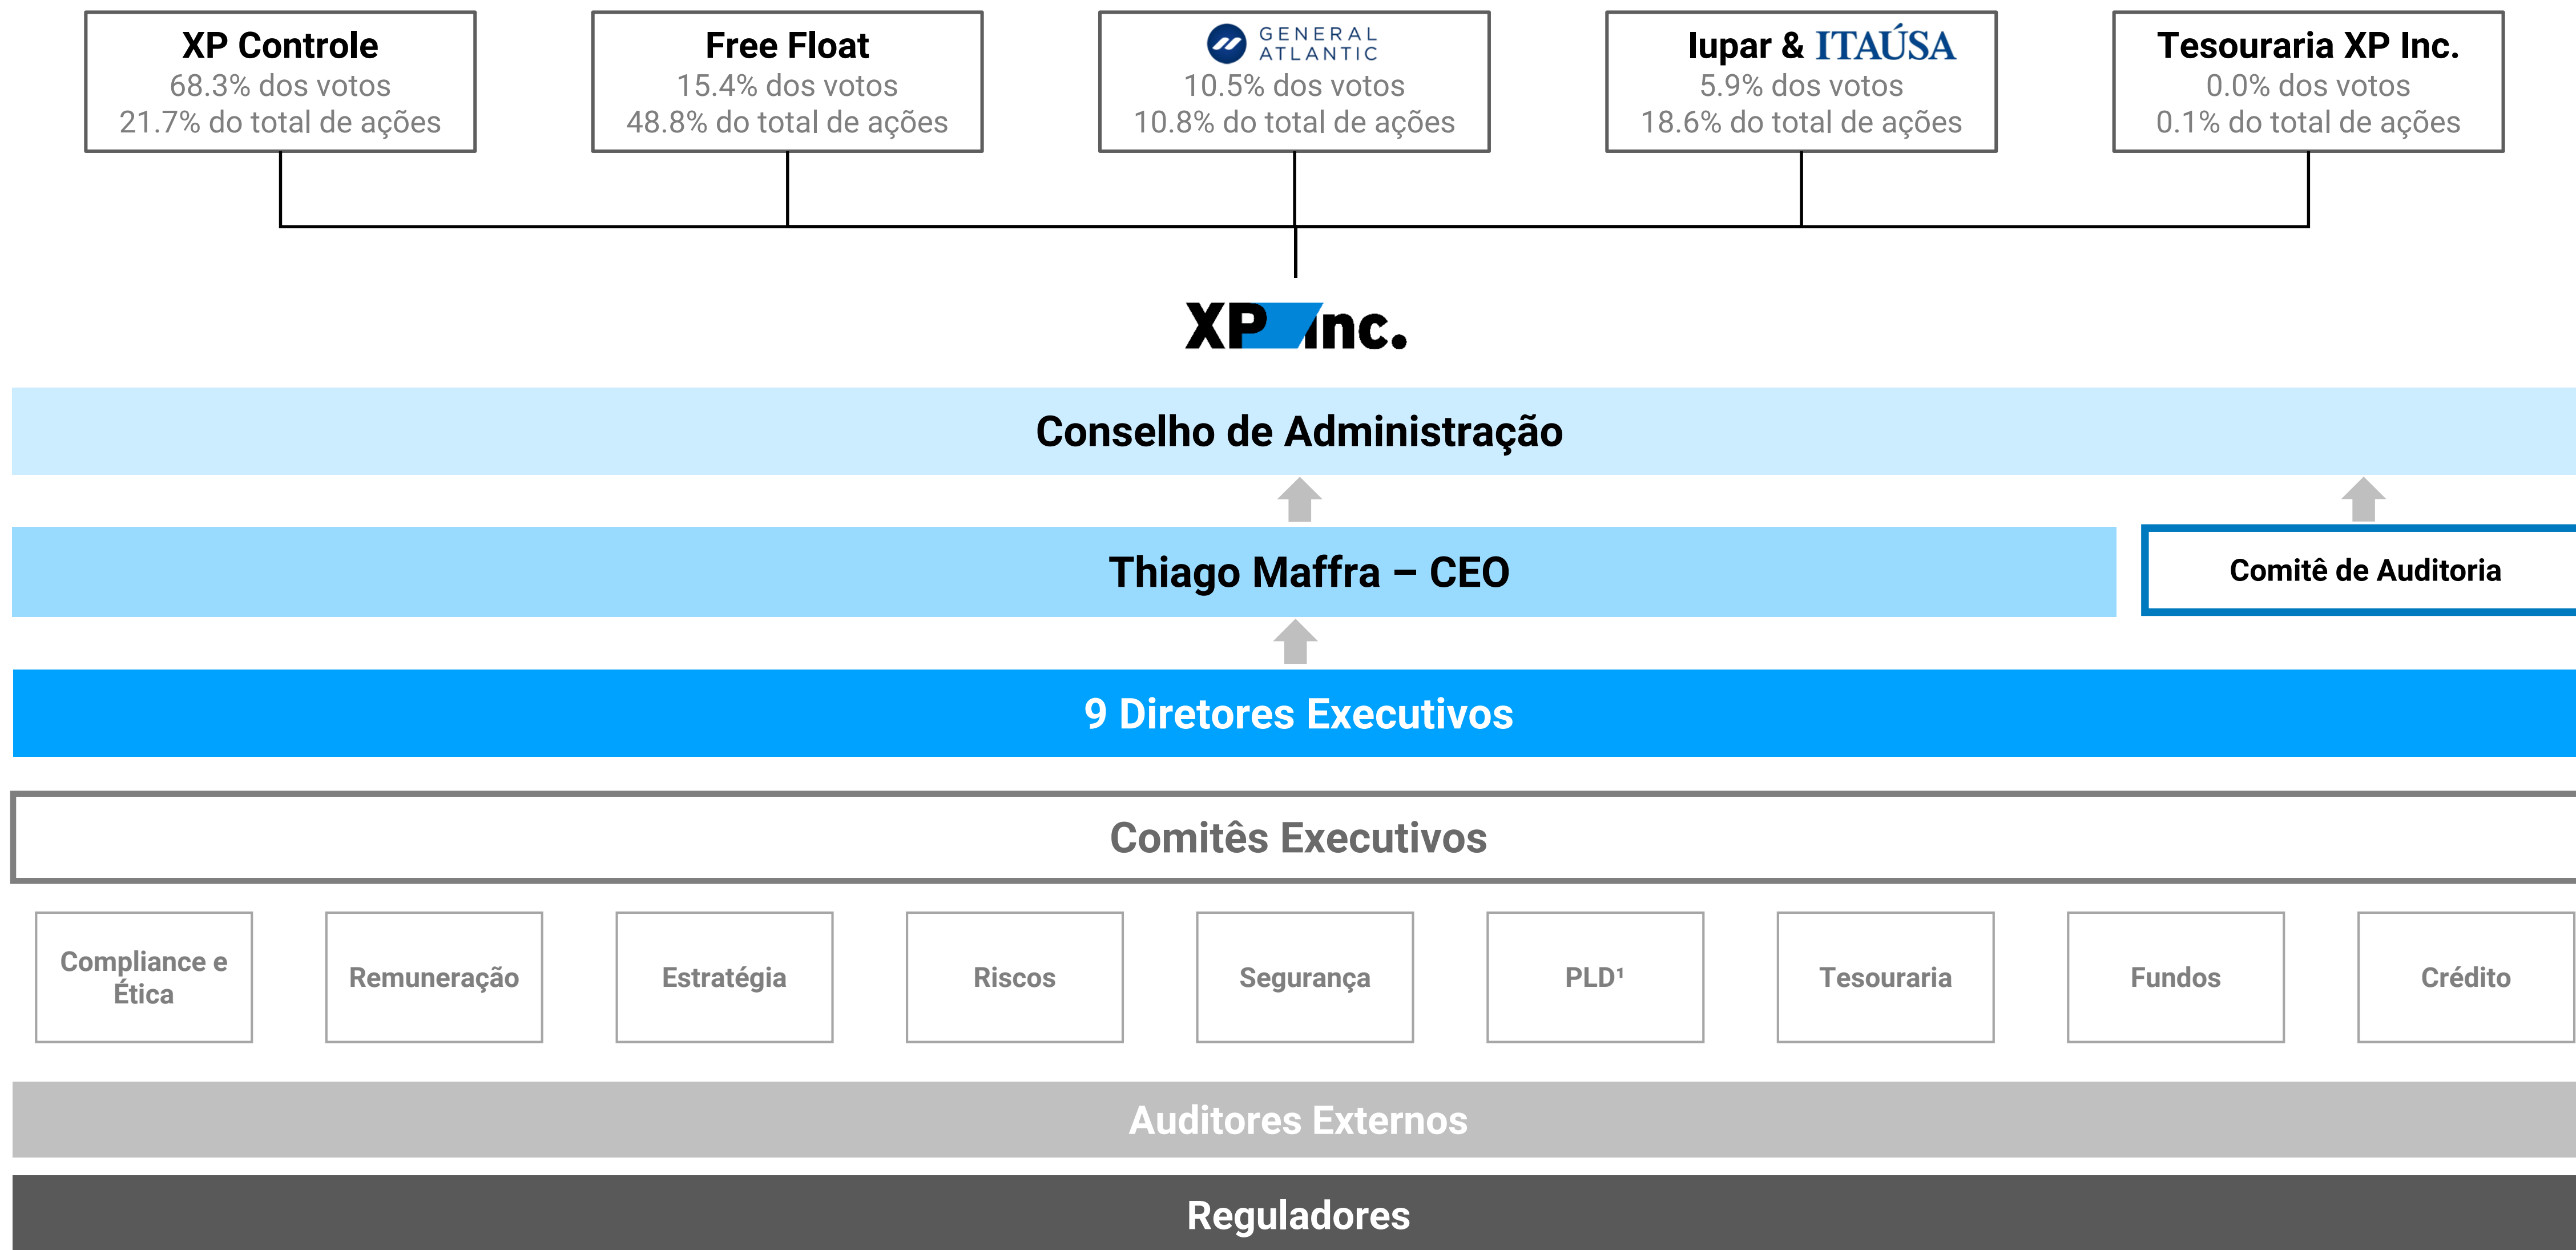 XP Controle
68.3% dos votos
21.7% do total de ações
Free Float
15.4% dos votos
48.8% do total de ações
GENERAL
ATLANTIC
10.5% dos votos
10.8% do total de ações
Iupar & ITAÚSA
5.9% dos votos
18.6% do total de ações
Tesouraria XP Inc.
0.0% dos votos
0.1% do total de ações
XP Inc.
Conselho de Administração
Thiago Maffra – CEO
Comitê de Auditoria
9 Diretores Executivos
Comitês Executivos
Compliance e
Ética
Remuneração
Estratégia
Riscos
Segurança
PLD¹
Tesouraria
Fundos
Crédito
Auditores Externos
Reguladores